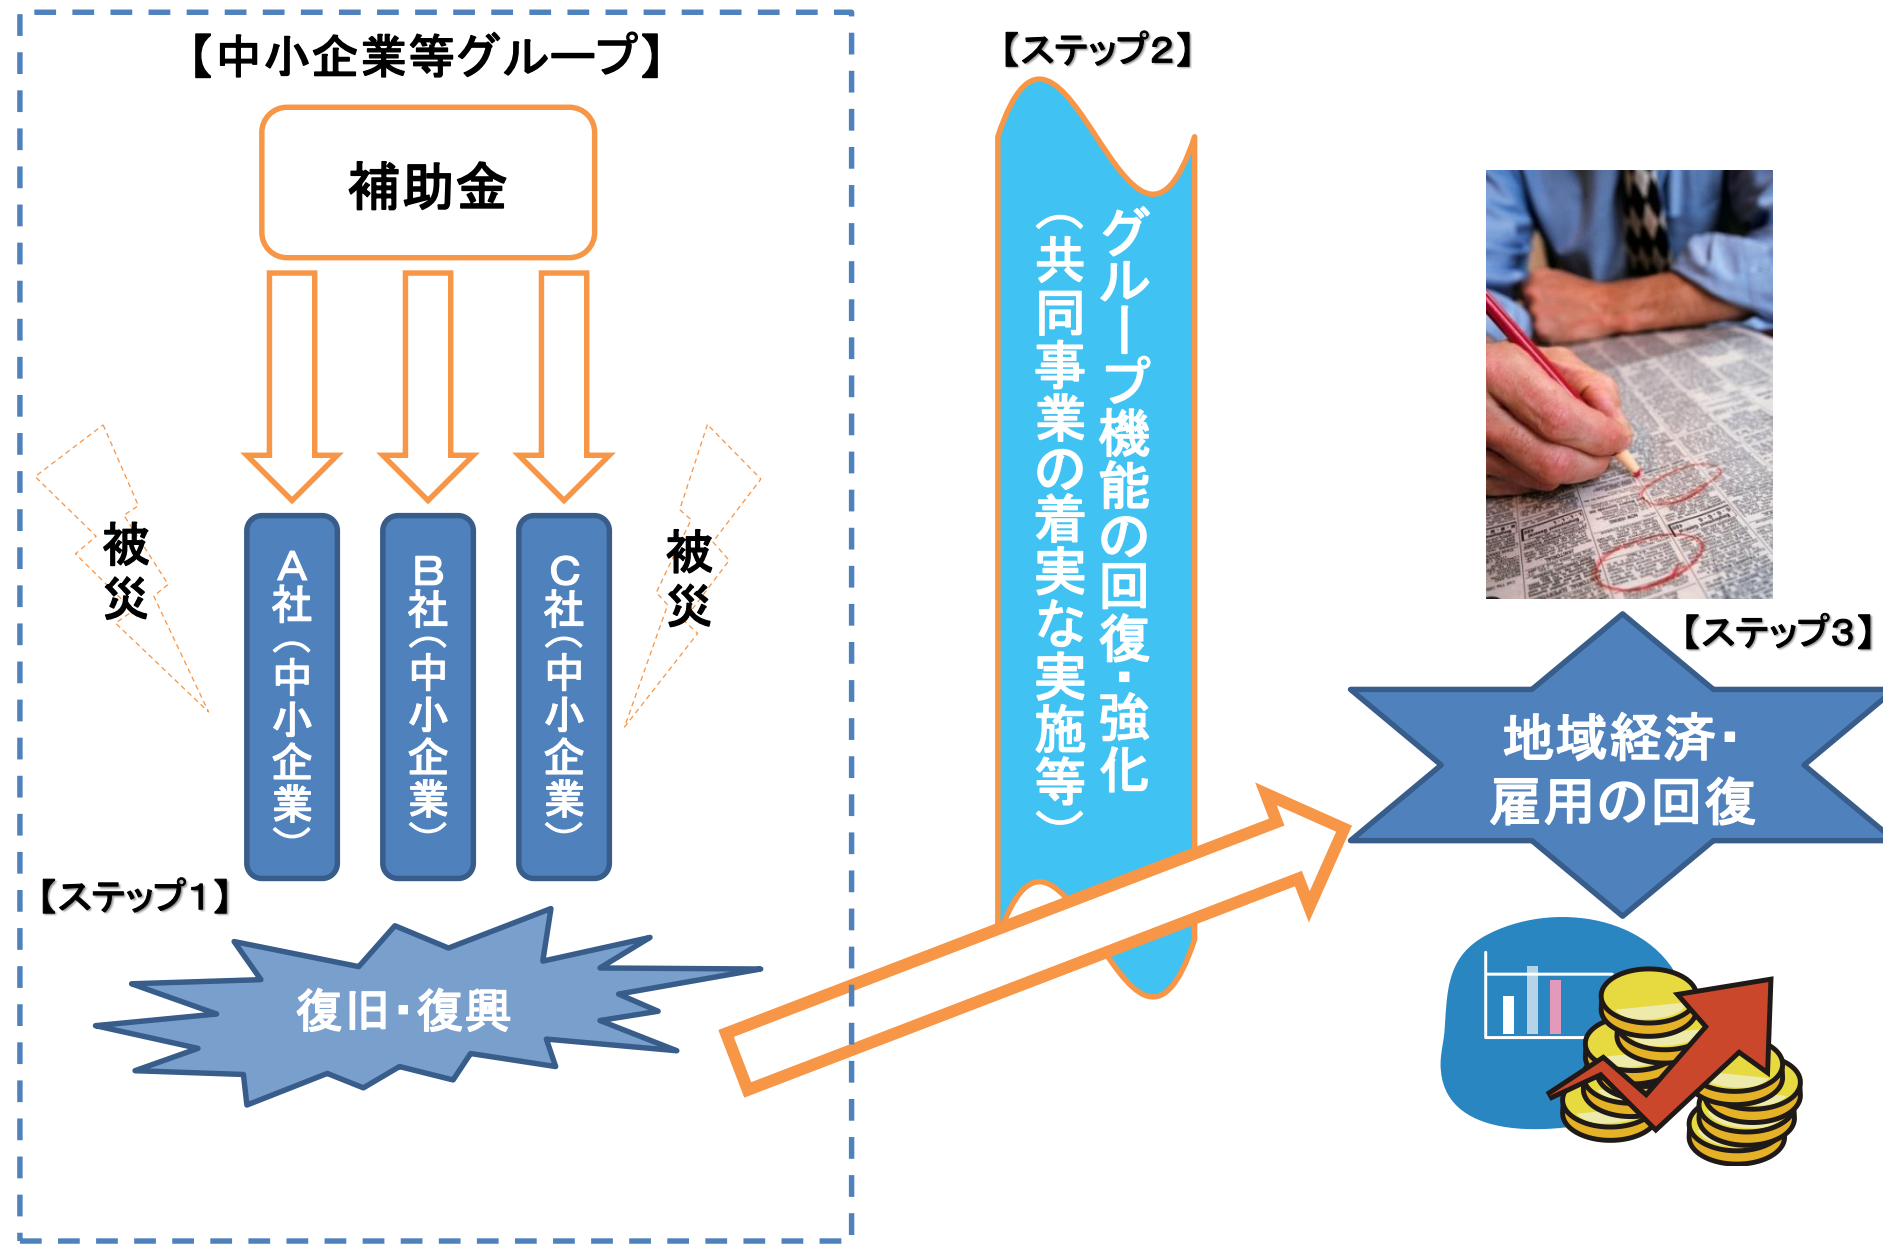 【中小企業等グループ】
補助金
被災
被災
A社（中小企業）
B社（中小企業）
C社（中小企業）
【ステップ１】
復旧・復興
【ステップ２】
グループ機能の回復・強化
（共同事業の着実な実施等）
【ステップ３】
地域経済・
雇用の回復